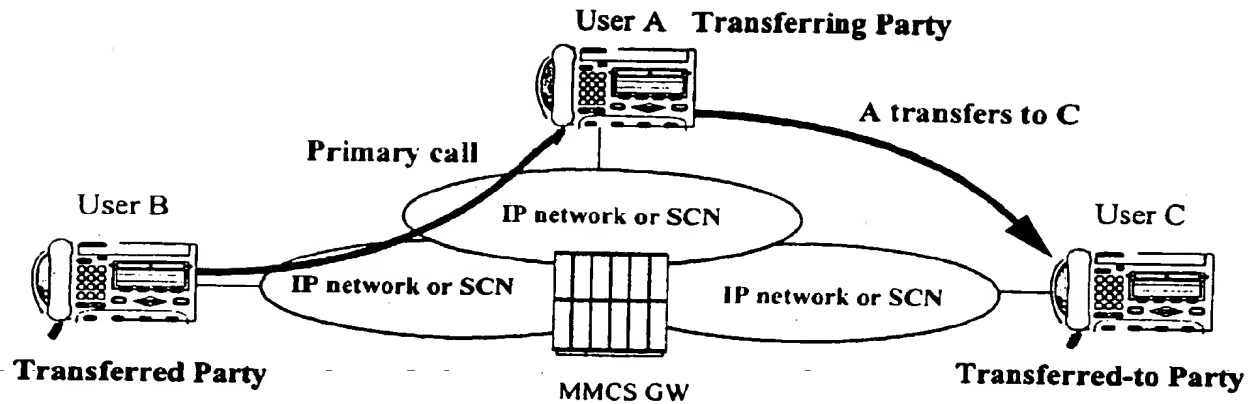 User A Transferring Party
A transfers to C
Primary call
User B
IP network or SCN
User C
IP network or SCN
IP network or SCN
Transferred Party
MMCS GW
Transferred-to Party